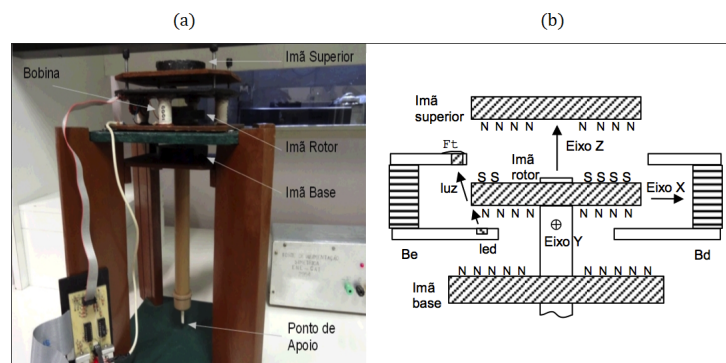 (a)
(b)
Imã Superior
Bobina
Imã Rotor
Imã Base
Ponto de
Apoio
Imã
superior
N N N N N N N N
Ft
Eixo Z
Imã
rotor
S S
S S S S
luz
Eixo X
N N N N
N N N N
Eixo Y
led
Be
Bd
N N N N N
N N N N N
Imã
base